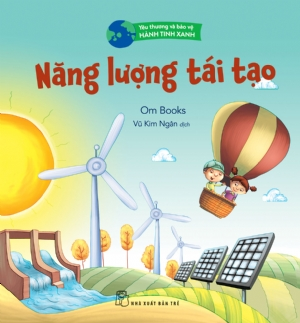 Yêu thương và bảo vệ
HÀNH TINH XANH
Năng lượng tái tạo
Om Books
Vũ Kim Ngân dịch
NHÀ XUẤT BẢN TRẺ